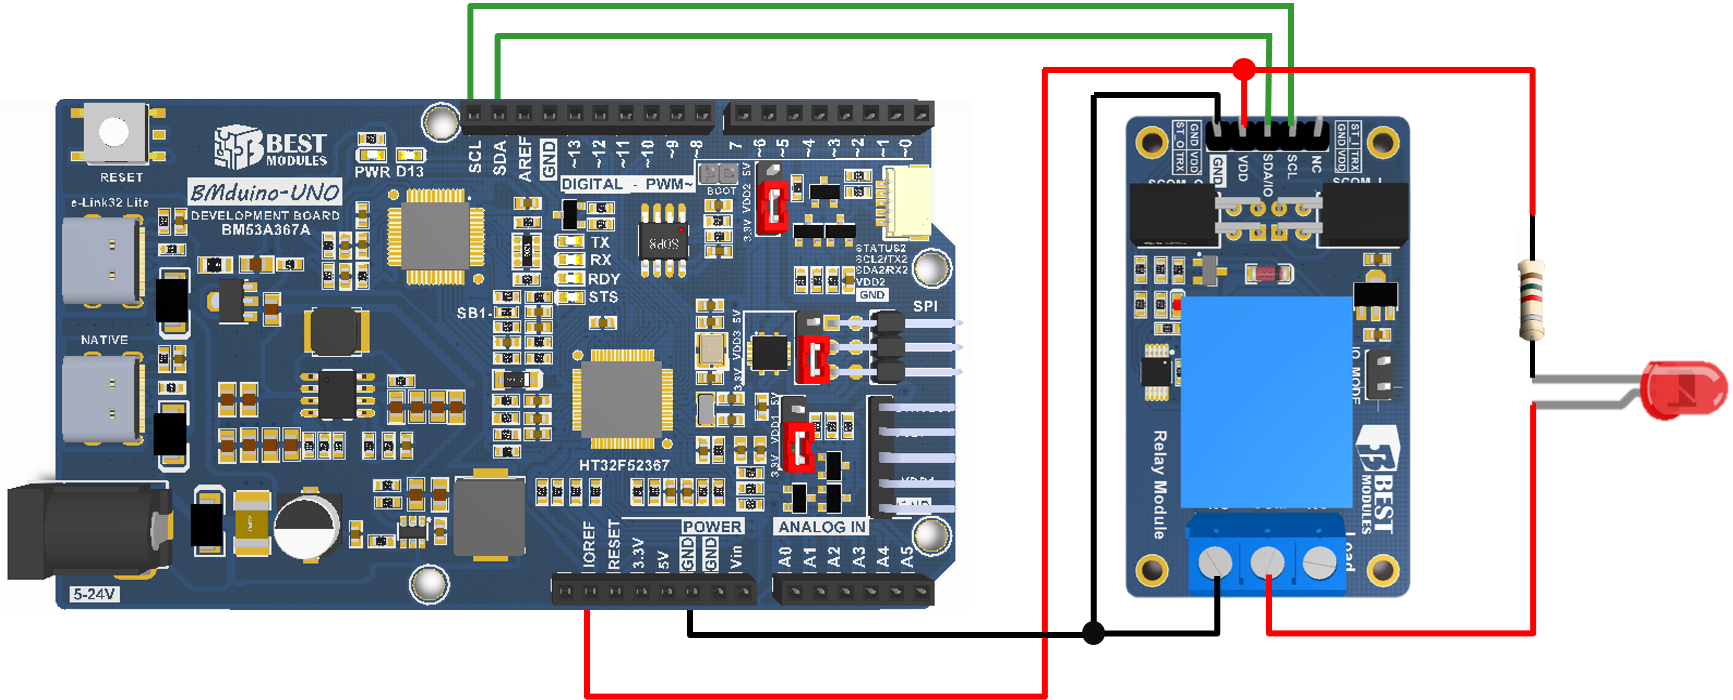 RESET
BEST
MODULES
BMduino-UNO
DEVELOPMENT BOARD
BM53A367A
e-Link32 Lite
NATIVE
5-24V
PWR D13
SCL
SDA
AREF
GND
~13
~12
~11
~10
~9
~8
7
~6
~5
~4
~3
~2
~1
~0
DIGITAL - PWM~
BOOT
3.3V VDD2 5V
TX
RX
RDY
STS
SB1-
SOP8
STATUS2
SCL2/TX2
SDA2/RX2
VDD2
GND
SPI
3.3V VDD3 5V
3.3V VDD1 5V
HT32F52367
POWER
ANALOG IN
IOREF
RESET
3.3V
5V
GND
GND
Vin
A0
A1
A2
A3
A4
A5
ST_O TRX
GND VDD
GND
VDD
SDA/IO
SCL
NC
ST_I TRX
GND VDD
IO MODE
Relay Module
BEST
MODULES